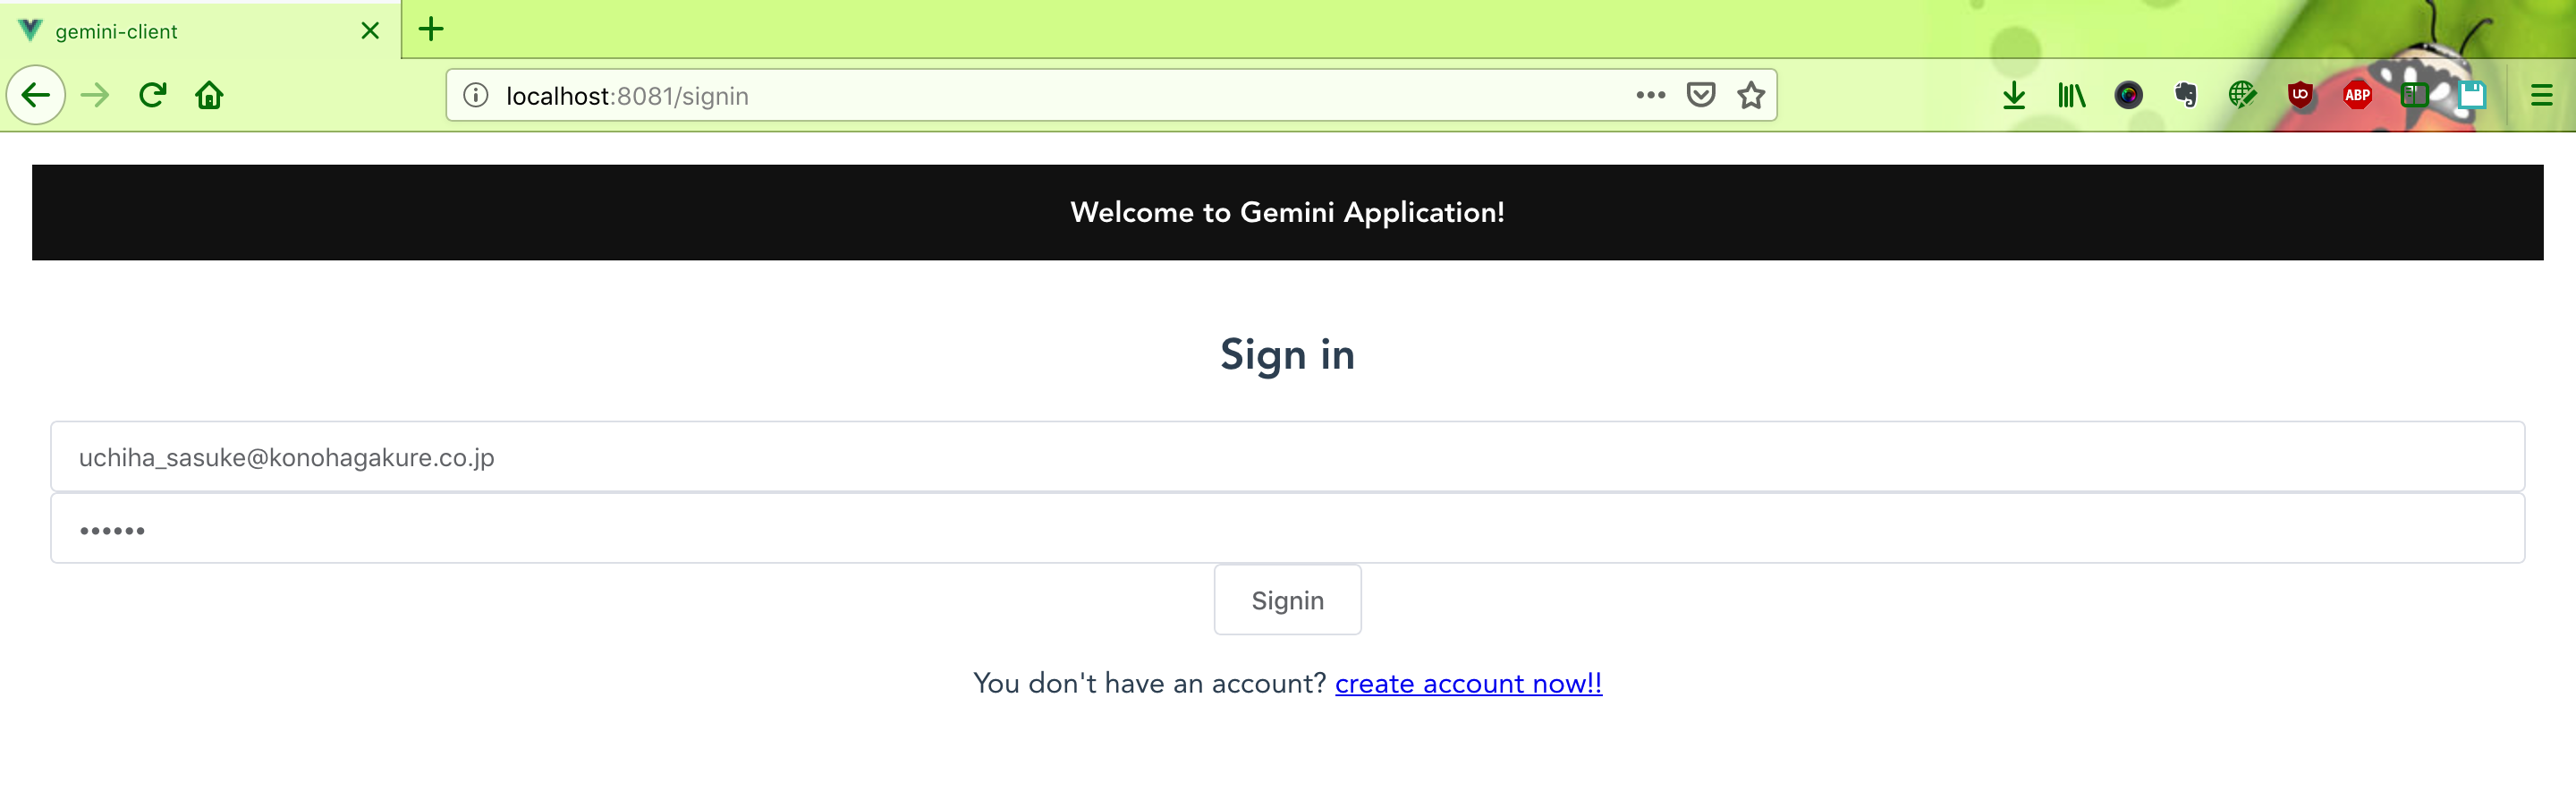 gemini-client
localhost:8081/signin
UO
ABP
Welcome to Gemini Application!
Sign in
uchiha_sasuke@konohagakure.co.jp
••••••
Signin
You don't have an account? create account now!!